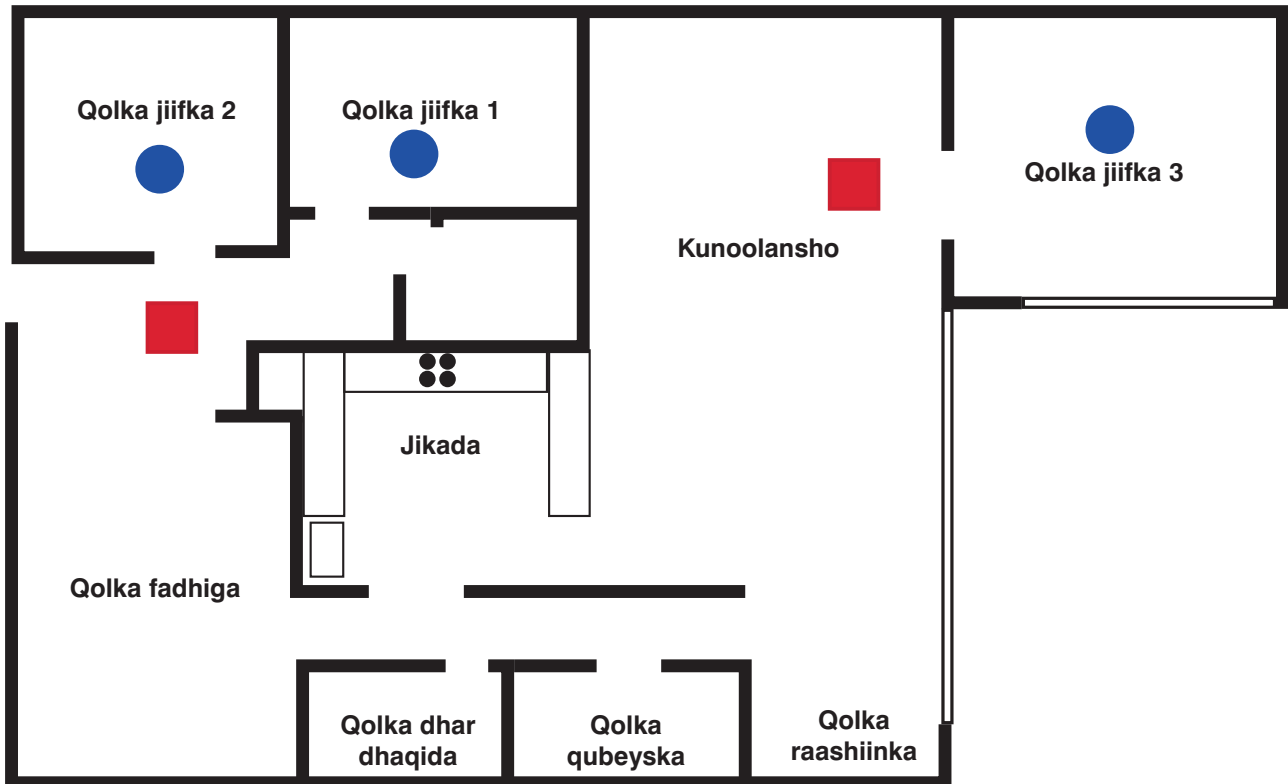 Qolka jiifka 2
Qolka jiifka 1
Qolka jiifka 3
Kunoolansho
Jikada
Qolka fadhiga
Qolka dhar
dhaqida
Qolka
qubeyska
Qolka
raashiinka